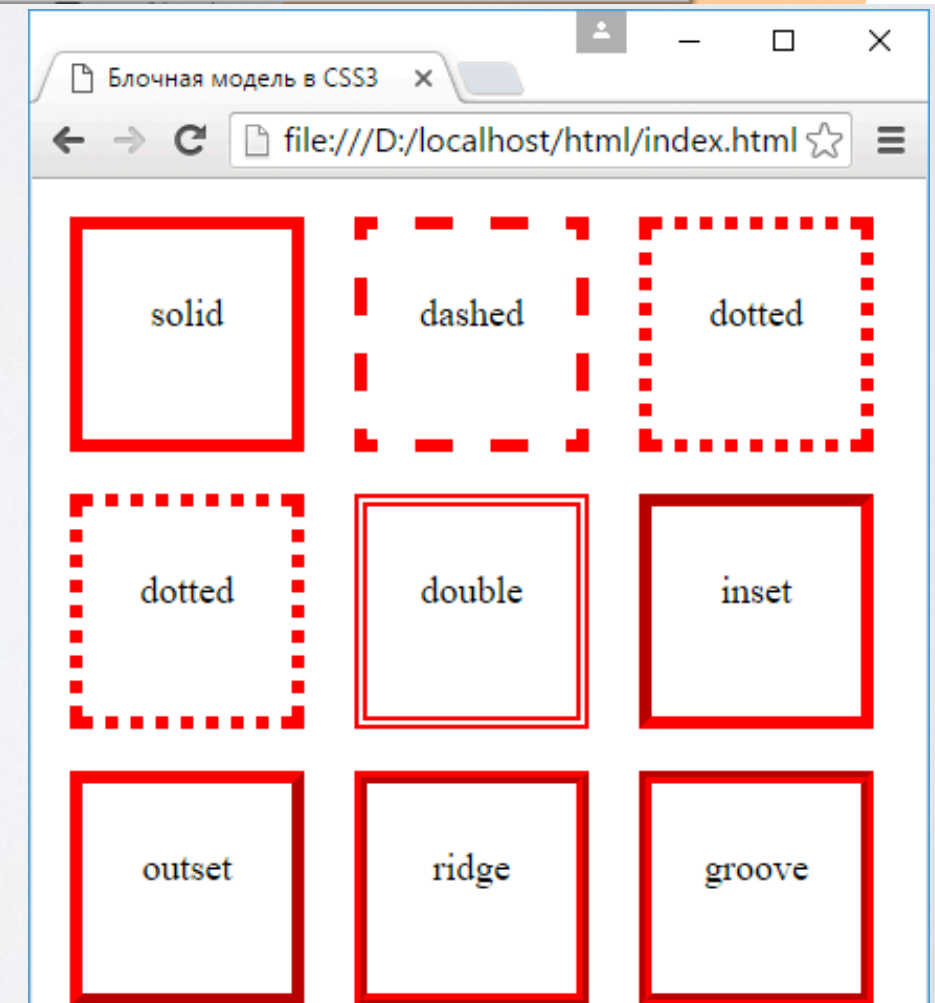 Блочная модель в CSS3
file:///D:/localhost/html/index.html
solid dashed dotted
dotted double inset
outset ridge groove